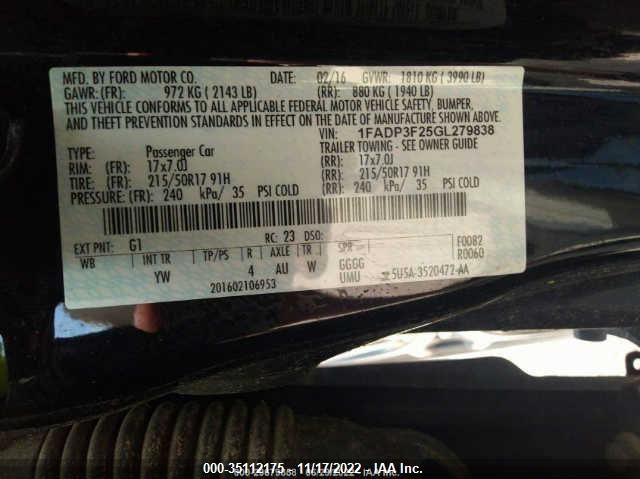 MFD. BY FORD MOTOR CO. DATE: 02/16 GVWR: 1810 KG ( 3990 LB)
GAWR: (FR): 972 KG ( 2143 LB) (RR): 880 KG ( 1940 LB)
THIS VEHICLE CONFORMS TO ALL APPLICABLE FEDERAL MOTOR VEHICLE SAFETY, BUMPER,
AND THEFT PREVENTION STANDARDS IN EFFECT ON THE DATE OF MANUFACTURE SHOWN ABOVE.
VIN: 1FADP3F25GL279838
TYPE: Passenger Car TRAILER TOWING - SEE OWNER GUIDE
RIM: (FR): 17x7.0J (RR): 17x7.0J
TIRE: (FR): 215/50R17 91H (RR): 215/50R17 91H
PRESSURE: (FR): 240 kPa/ 35 PSI COLD (RR): 240 kPa/ 35 PSI COLD
EXT PNT: G1 RC: 23 DSO: F0082
WB INT TR TP/PS R AXLE TR SPR R0060
YW 4 AU W GGGG
UMU 5U5A-3520472-AA
201602106953
000-35112175 - 11/17/2022 - IAA Inc.